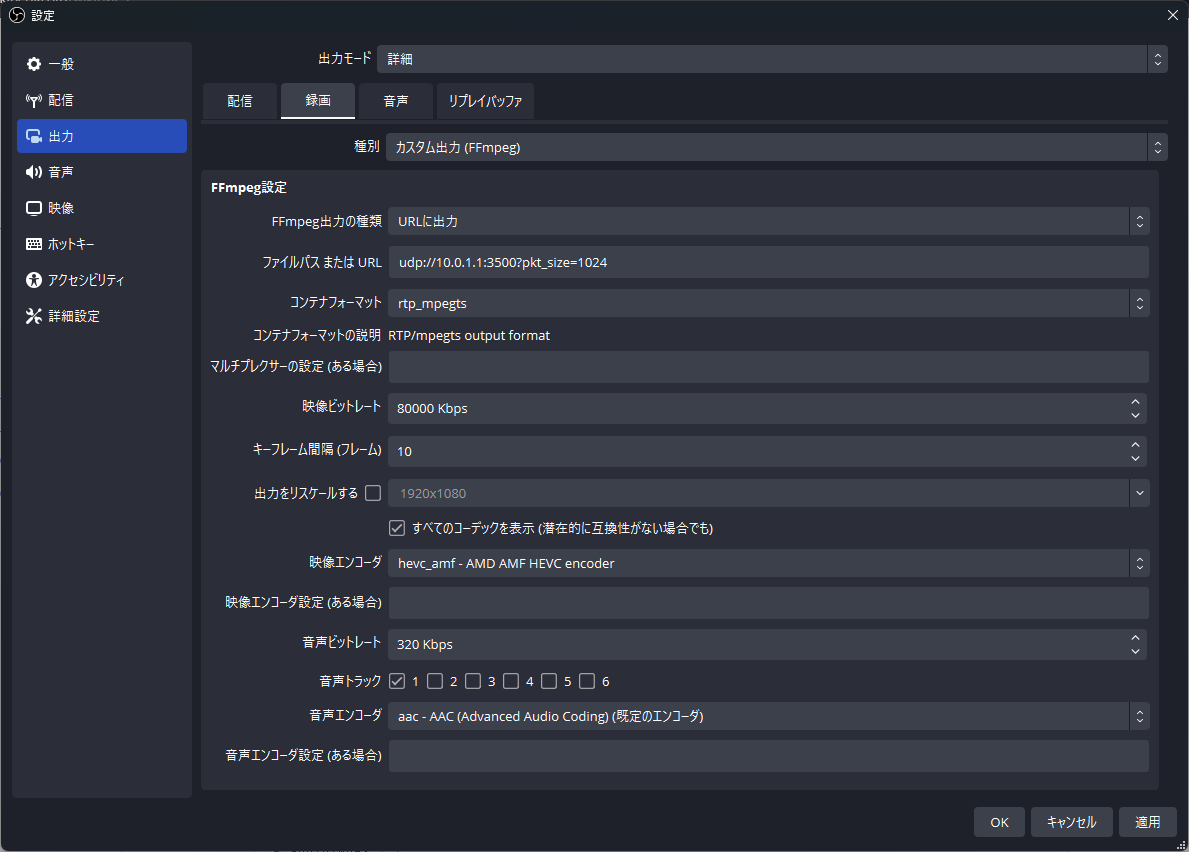 設定
一般
配信
出力
音声
映像
ホットキー
アクセシビリティ
詳細設定
出力モード 詳細
配信 録画 音声 リプレイバッファ
種別 カスタム出力 (FFmpeg)
FFmpeg設定
FFmpeg出力の種類 URLに出力
ファイルパス または URL udp://10.0.1.1:3500?pkt_size=1024
コンテナフォーマット rtp_mpegts
コンテナフォーマットの説明 RTP/mpegts output format
マルチプレクサーの設定 (ある場合)
映像ビットレート 80000 Kbps
キーフレーム間隔 (フレーム) 10
出力をリスケールする 1920x1080
すべてのコーデックを表示 (潜在的に互換性がない場合でも)
映像エンコーダ hevc_amf - AMD AMF HEVC encoder
映像エンコーダ設定 (ある場合)
音声ビットレート 320 Kbps
音声トラック 1 2 3 4 5 6
音声エンコーダ aac - AAC (Advanced Audio Coding) (既定のエンコーダ)
音声エンコーダ設定 (ある場合)
OK キャンセル 適用